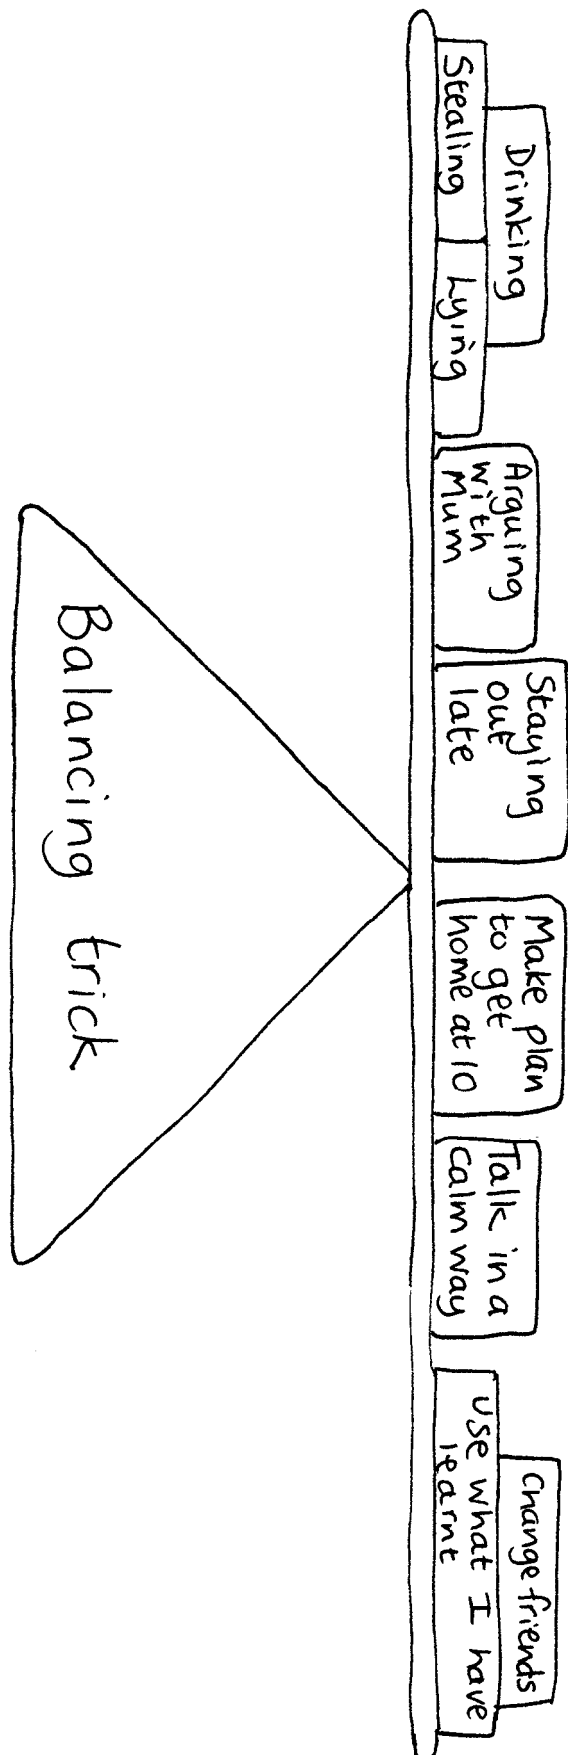 Drinking
Stealing
Lying
Arguing
with
Mum
Staying
out
late
Make plan
to get
home at 10
Talk in a
calm way
Change friends
Use what I have
learnt
Balancing trick